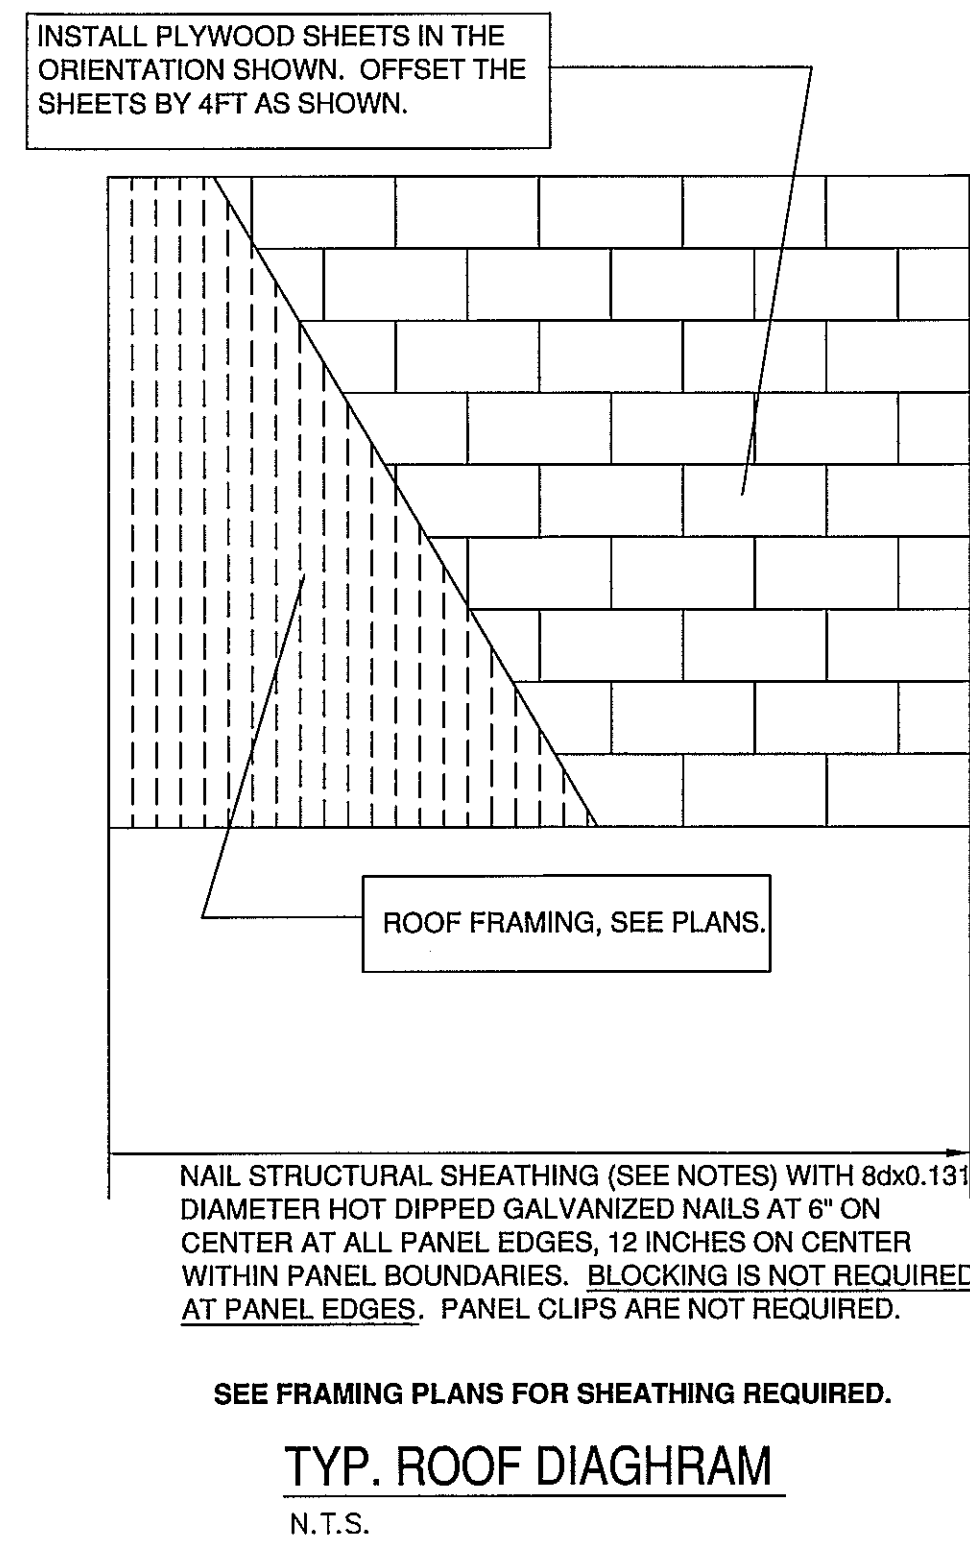 INSTALL PLYWOOD SHEETS IN THE
ORIENTATION SHOWN. OFFSET THE
SHEETS BY 4FT AS SHOWN.
ROOF FRAMING, SEE PLANS.
NAIL STRUCTURAL SHEATHING (SEE NOTES) WITH 8dx0.131
DIAMETER HOT DIPPED GALVANIZED NAILS AT 6" ON
CENTER AT ALL PANEL EDGES, 12 INCHES ON CENTER
WITHIN PANEL BOUNDARIES. BLOCKING IS NOT REQUIRED
AT PANEL EDGES. PANEL CLIPS ARE NOT REQUIRED.
SEE FRAMING PLANS FOR SHEATHING REQUIRED.
TYP. ROOF DIAGHRAM
N.T.S.